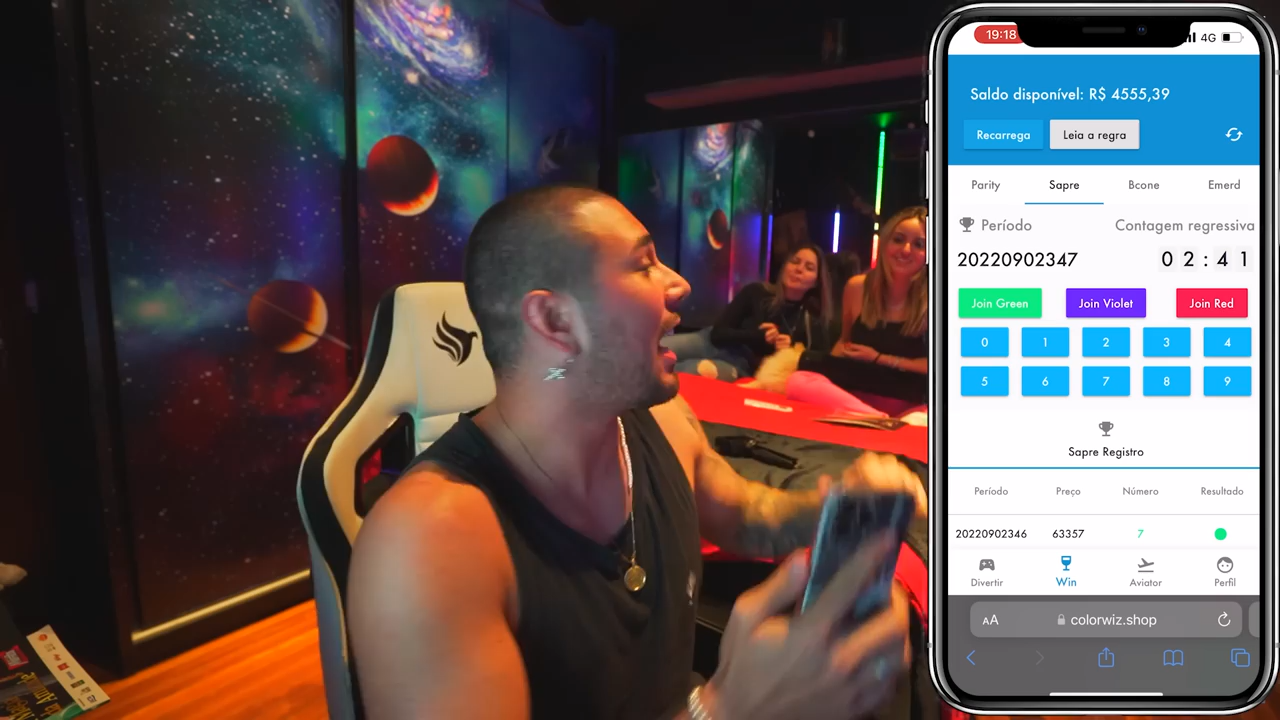 19:18
4G
Saldo disponível: R$ 4555,39
Recarrega
Leia a regra
Parity
Sapre
Bcone
Emerd
Período
Contagem regressiva
20220902347
0 2 : 4 1
Join Green
Join Violet
Join Red
0
1
2
3
4
5
6
7
8
9
Sapre Registro
Período
Preço
Número
Resultado
20220902346
63357
7
Divertir
Win
Aviator
Perfil
AA
colorwiz.shop